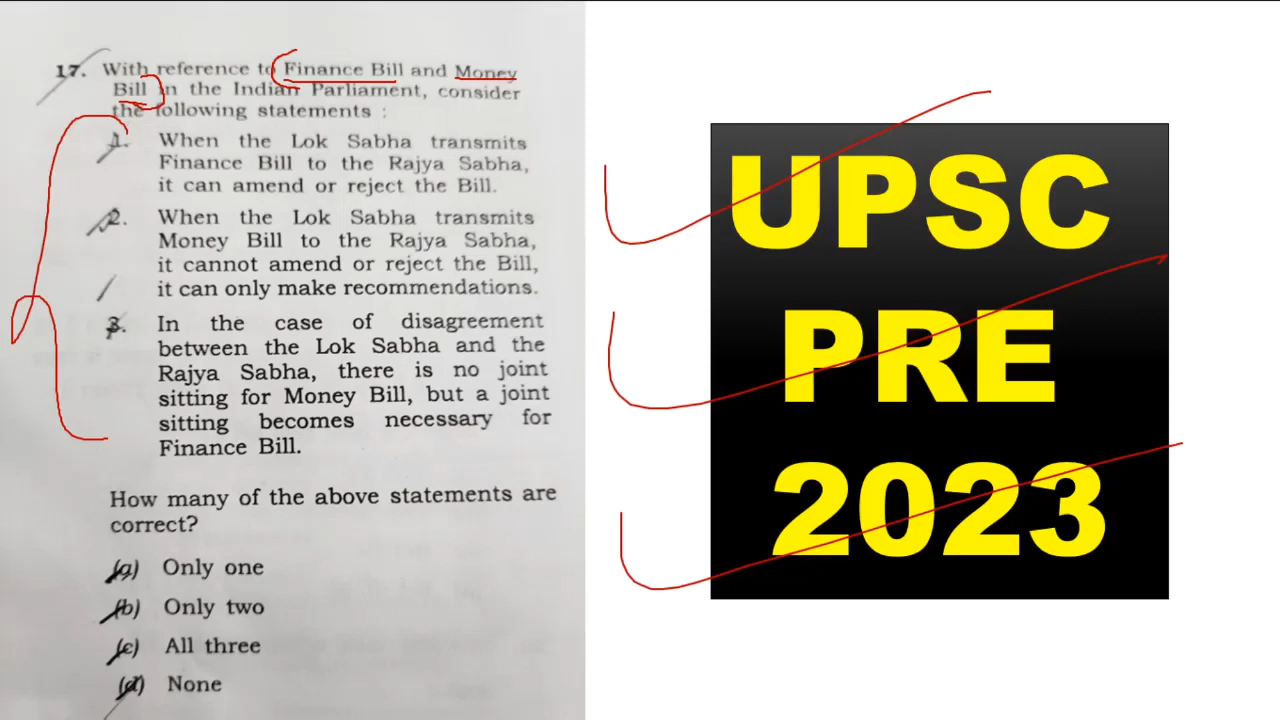 17. With reference to Finance Bill and Money
Bill in the Indian Parliament, consider
the following statements :
1. When the Lok Sabha transmits
Finance Bill to the Rajya Sabha,
it can amend or reject the Bill.
2. When the Lok Sabha transmits
Money Bill to the Rajya Sabha,
it cannot amend or reject the Bill,
it can only make recommendations.
3. In the case of disagreement
between the Lok Sabha and the
Rajya Sabha, there is no joint
sitting for Money Bill, but a joint
sitting becomes necessary for
Finance Bill.
How many of the above statements are
correct?
(a) Only one
(b) Only two
(c) All three
(d) None
UPSC
PRE
2023